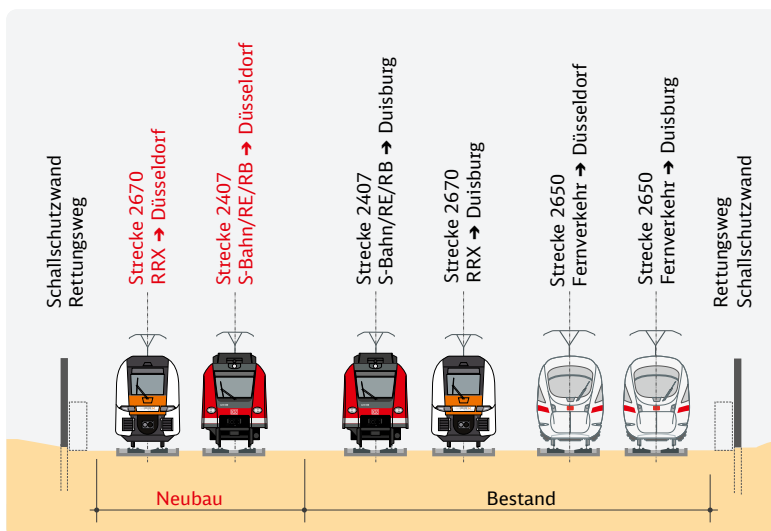 Schallschutzwand
Rettungsweg
Strecke 2670
RRX ➔ Düsseldorf
Strecke 2407
S-Bahn/RE/RB ➔ Düsseldorf
Strecke 2407
S-Bahn/RE/RB ➔ Duisburg
Strecke 2670
RRX ➔ Duisburg
Strecke 2650
Fernverkehr ➔ Düsseldorf
Strecke 2650
Fernverkehr ➔ Duisburg
Rettungsweg
Schallschutzwand
Neubau
Bestand